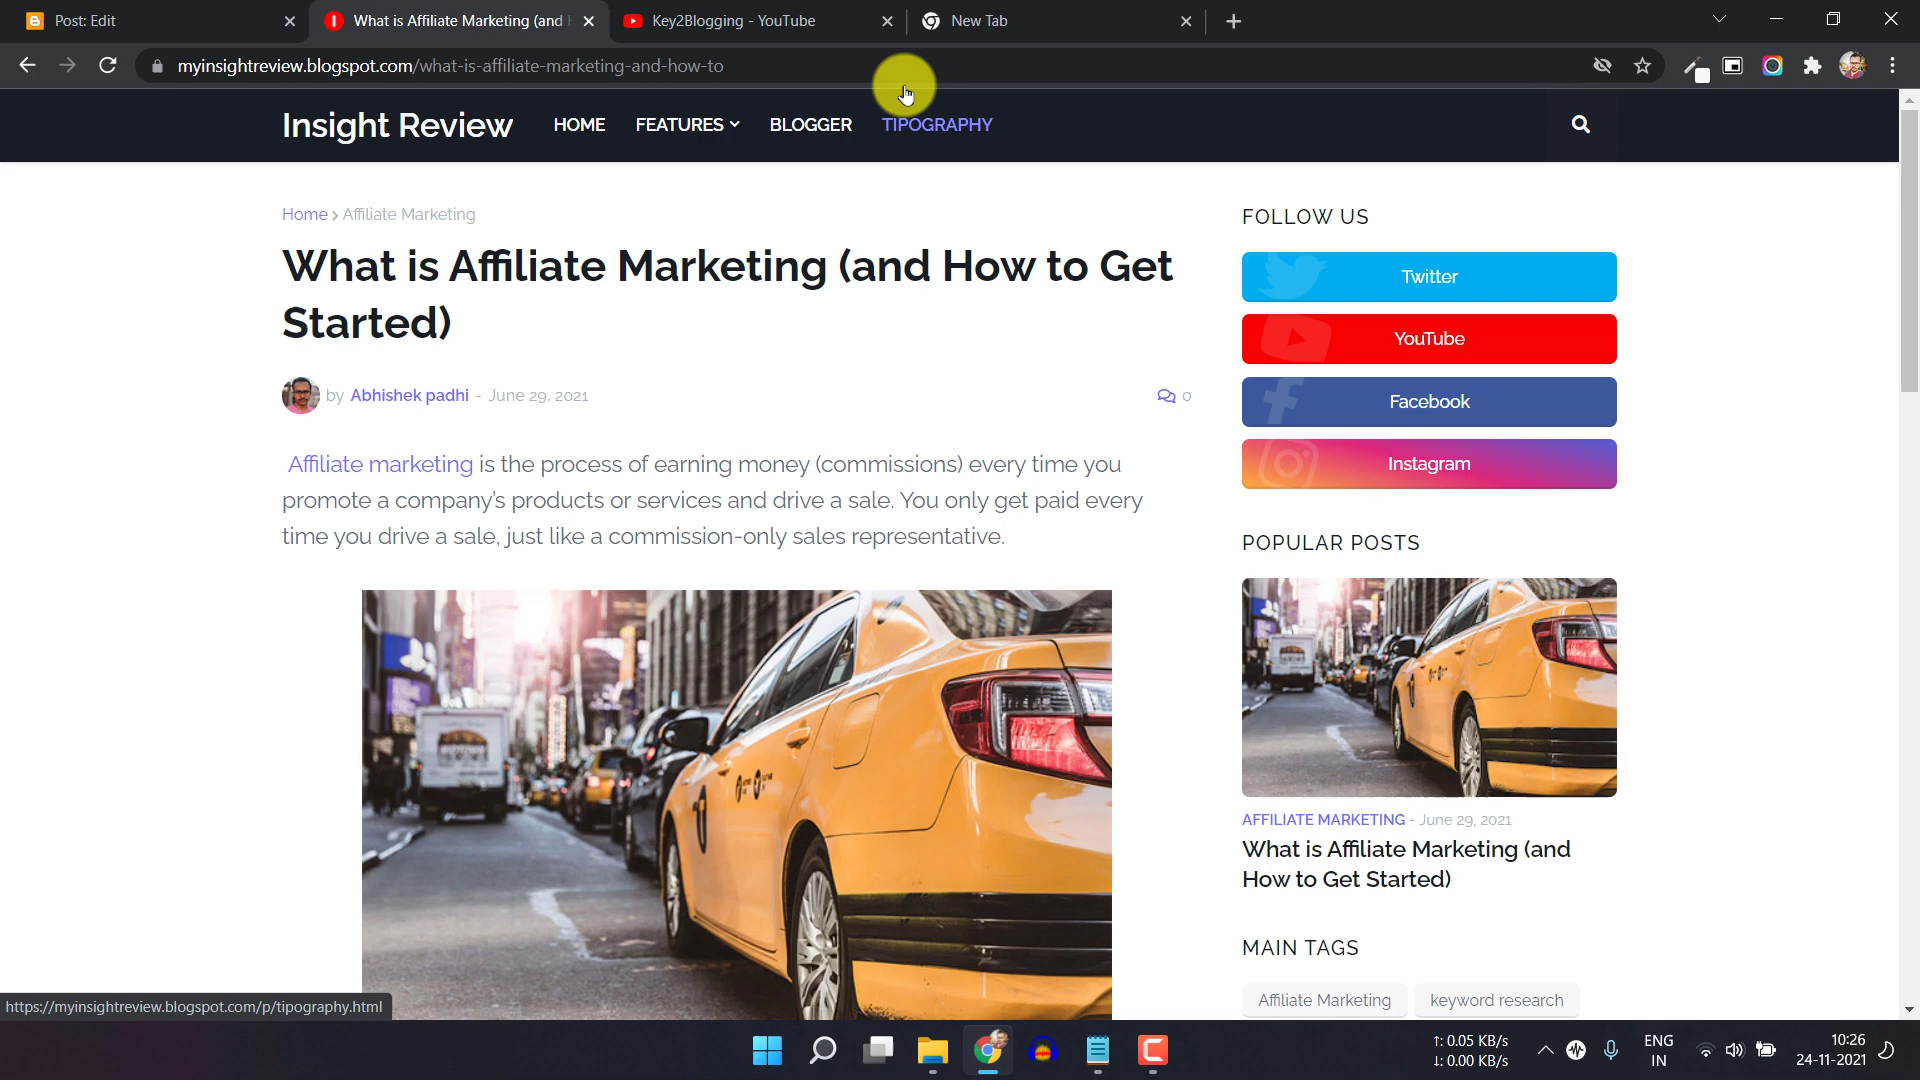 Post: Edit
What is Affiliate Marketing (and
Key2Blogging - YouTube
New Tab
myinsightreview.blogspot.com/what-is-affiliate-marketing-and-how-to
Insight Review
HOME
FEATURES
BLOGGER
TIPOGRAPHY
Home > Affiliate Marketing
What is Affiliate Marketing (and How to Get
Started)
by Abhishek padhi - June 29, 2021
0
Affiliate marketing is the process of earning money (commissions) every time you
promote a company's products or services and drive a sale. You only get paid every
time you drive a sale, just like a commission-only sales representative.
FOLLOW US
Twitter
YouTube
Facebook
Instagram
POPULAR POSTS
AFFILIATE MARKETING - June 29, 2021
What is Affiliate Marketing (and
How to Get Started)
MAIN TAGS
Affiliate Marketing
keyword research
https://myinsightreview.blogspot.com/p/tipography.html
↑: 0.05 KB/s
↓: 0.00 KB/s
ENG
IN
10:26
24-11-2021